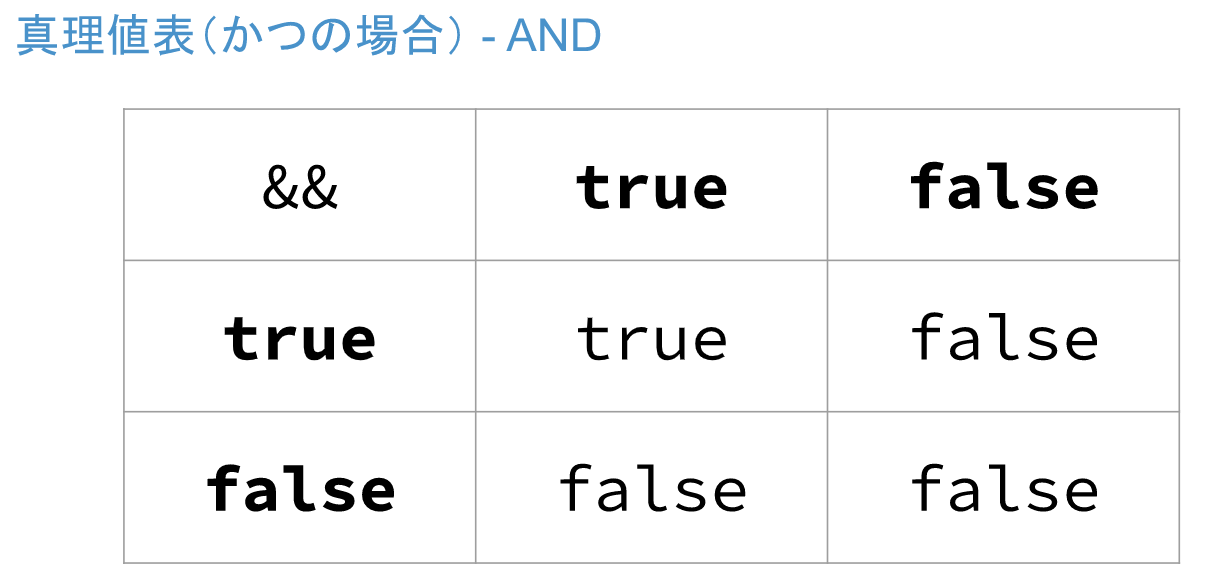 真理値表（かつの場合） - AND
&& true false
true true false
false false false